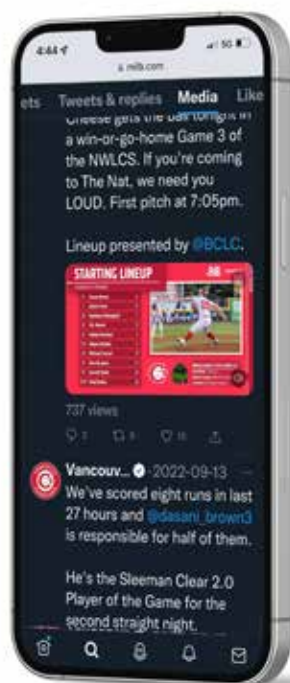 4:44
5G
milb.com
ets Tweets & replies Media Like
Cheese gets the ball tonight in
a win-or-go-home Game 3 of
the NWLCS. If you're coming
to The Nat, we need you
LOUD. First pitch at 7:05pm.
Lineup presented by @BCLC.
STARTING LINEUP
737 views
Vancouv... · 2022-09-13
We've scored eight runs in last
27 hours and @dasani_brown3
is responsible for half of them.
He's the Sleeman Clear 2.0
Player of the Game for the
second straight night.